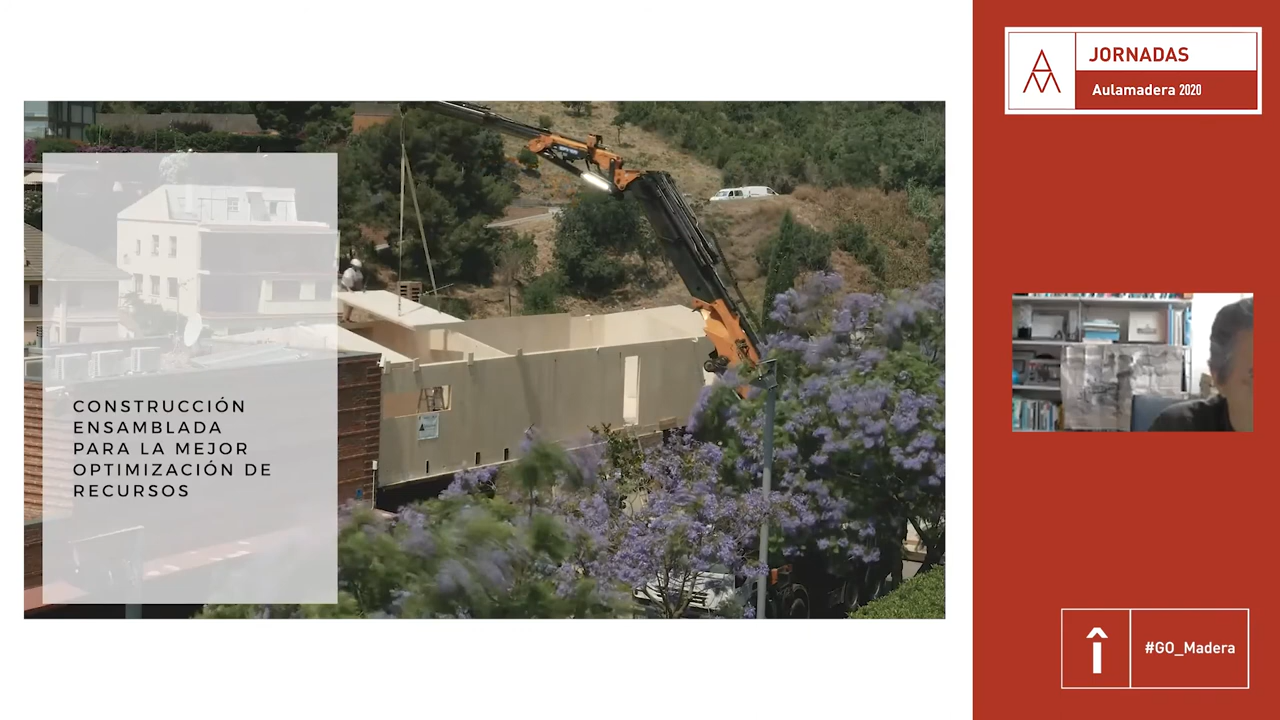 CONSTRUCCIÓN
ENSAMBLADA
PARA LA MEJOR
OPTIMIZACIÓN DE
RECURSOS
JORNADAS
Aulamadera 2020
#GO_Madera